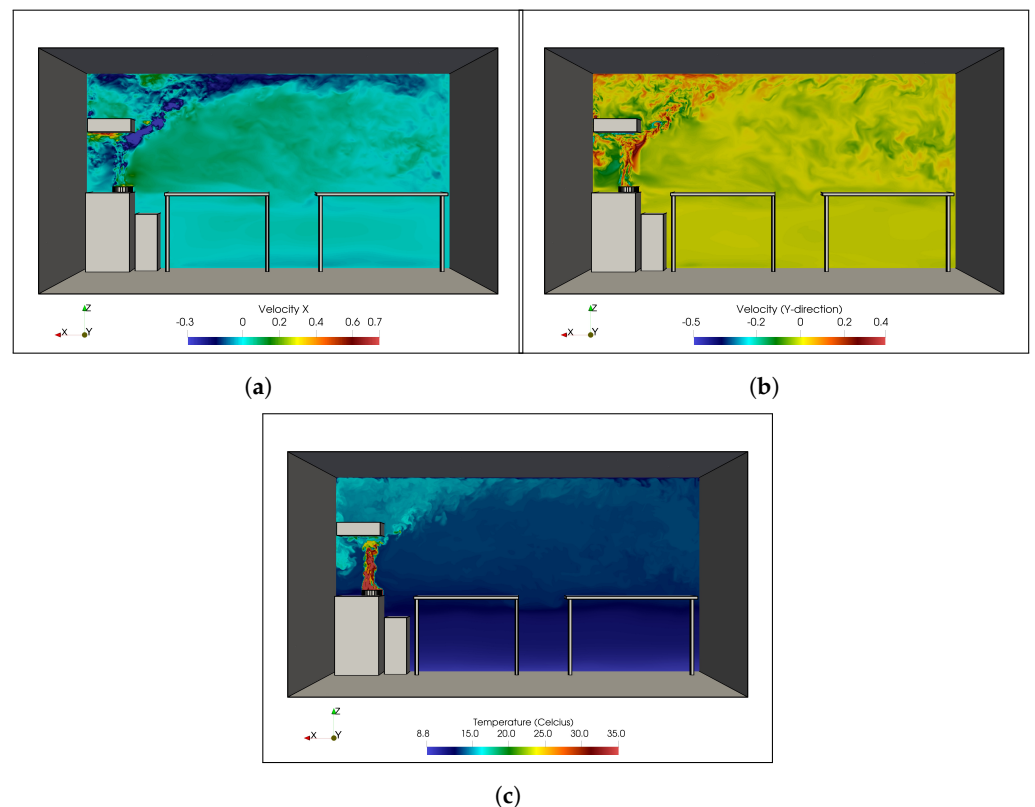 Z
X
Y
Velocity X
-0.3 0 0.2 0.4 0.6 0.7
Z
X
Y
Velocity (Y-direction)
-0.5 -0.2 0 0.2 0.4
(a)
(b)
Z
X
Y
Temperature (Celcius)
8.8 15.0 20.0 25.0 30.0 35.0
(c)